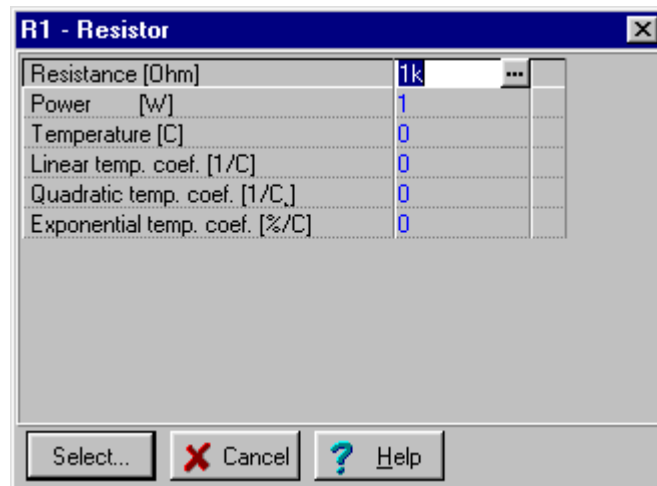 R1 - Resistor
Resistance [Ohm] 1k ...
Power [W] 1
Temperature [C] 0
Linear temp. coef. [1/C] 0
Quadratic temp. coef. [1/C¸] 0
Exponential temp. coef. [%/C] 0
Select... Cancel ? Help